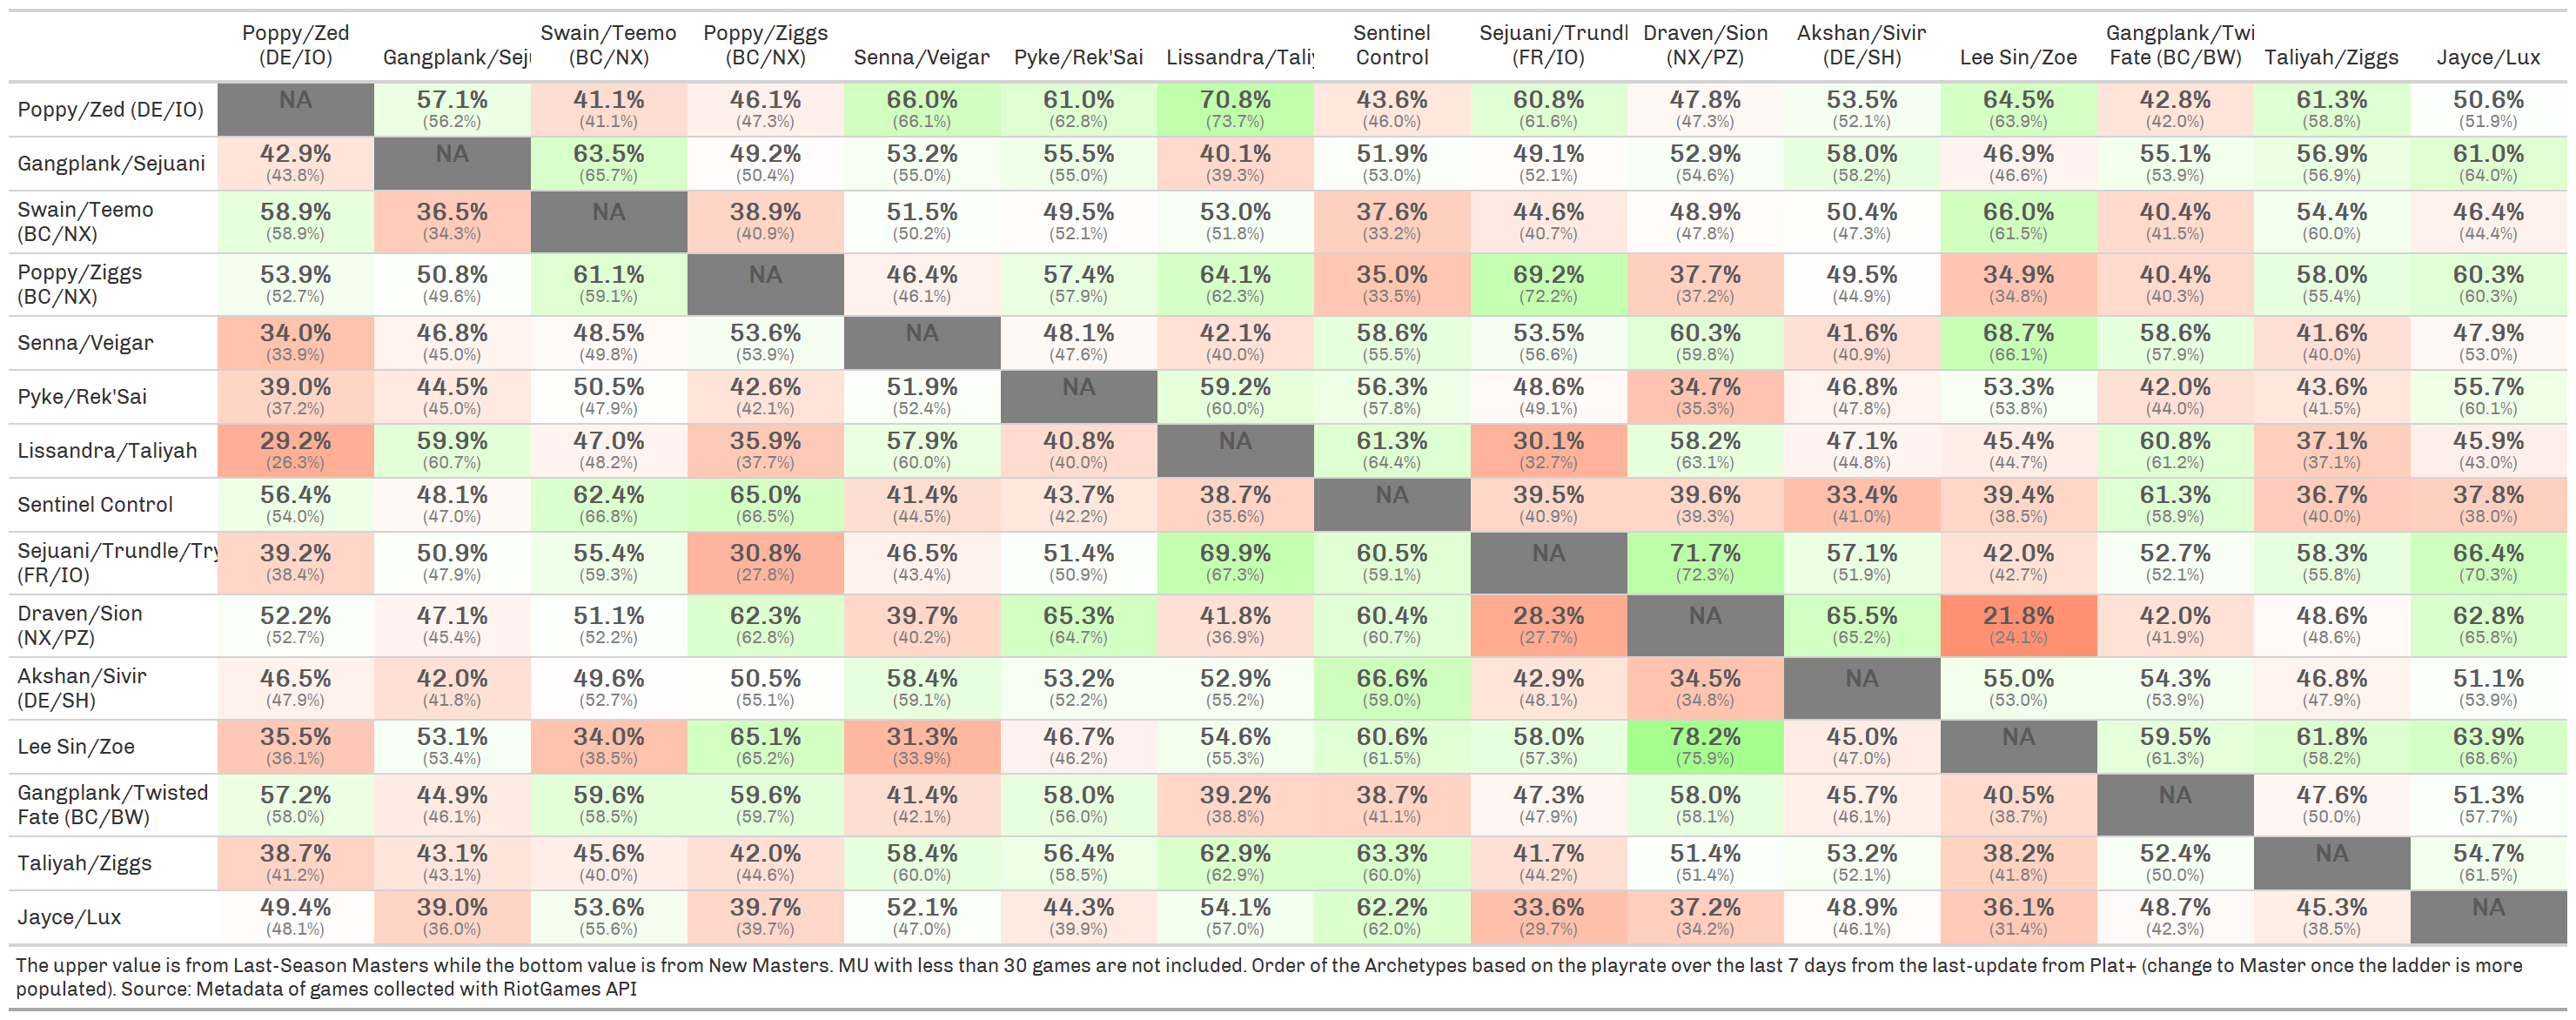 Poppy/Zed (DE/IO) Gangplank/Sej Swain/Teemo (BC/NX) Poppy/Ziggs (BC/NX) Senna/Veigar Pyke/Rek'Sai Lissandra/Tali Sentinel Control Sejuani/Trundl (FR/IO) Draven/Sion (NX/PZ) Akshan/Sivir (DE/SH) Lee Sin/Zoe Gangplank/Twi Fate (BC/BW) Taliyah/Ziggs Jayce/Lux
Poppy/Zed (DE/IO) NA 57.1% 41.1% 46.1% 66.0% 61.0% 70.8% 43.6% 60.8% 47.8% 53.5% 64.5% 42.8% 61.3% 50.6%
(56.2%) (41.1%) (47.3%) (66.1%) (62.8%) (73.7%) (46.0%) (61.6%) (47.3%) (52.1%) (63.9%) (42.0%) (58.8%) (51.9%)
Gangplank/Sejuani 42.9% NA 63.5% 49.2% 53.2% 55.5% 40.1% 51.9% 49.1% 52.9% 58.0% 46.9% 55.1% 56.9% 61.0%
(43.8%) (65.7%) (50.4%) (55.0%) (55.0%) (39.3%) (53.0%) (52.1%) (54.6%) (58.2%) (46.6%) (53.9%) (56.9%) (64.0%)
Swain/Teemo (BC/NX) 58.9% 36.5% NA 38.9% 51.5% 49.5% 53.0% 37.6% 44.6% 48.9% 50.4% 66.0% 40.4% 54.4% 46.4%
(58.9%) (34.3%) (40.9%) (50.2%) (52.1%) (51.8%) (33.2%) (40.7%) (47.8%) (47.3%) (61.5%) (41.5%) (60.0%) (44.4%)
Poppy/Ziggs (BC/NX) 53.9% 50.8% 61.1% NA 46.4% 57.4% 64.1% 35.0% 69.2% 37.7% 49.5% 34.9% 40.4% 58.0% 60.3%
(52.7%) (49.6%) (59.1%) (46.1%) (57.9%) (62.3%) (33.5%) (72.2%) (37.2%) (44.9%) (34.8%) (40.3%) (55.4%) (60.3%)
Senna/Veigar 34.0% 46.8% 48.5% 53.6% NA 48.1% 42.1% 58.6% 53.5% 60.3% 41.6% 68.7% 58.6% 41.6% 47.9%
(33.9%) (45.0%) (49.8%) (53.9%) (47.6%) (40.0%) (55.5%) (56.6%) (59.8%) (40.9%) (66.1%) (57.9%) (40.0%) (53.0%)
Pyke/Rek'Sai 39.0% 44.5% 50.5% 42.6% 51.9% NA 59.2% 56.3% 48.6% 34.7% 46.8% 53.3% 42.0% 43.6% 55.7%
(37.2%) (45.0%) (47.9%) (42.1%) (52.4%) (60.0%) (57.8%) (49.1%) (35.3%) (47.8%) (53.8%) (44.0%) (41.5%) (60.1%)
Lissandra/Taliyah 29.2% 59.9% 47.0% 35.9% 57.9% 40.8% NA 61.3% 30.1% 58.2% 47.1% 45.4% 60.8% 37.1% 45.9%
(26.3%) (60.7%) (48.2%) (37.7%) (60.0%) (40.0%) (64.4%) (32.7%) (63.1%) (44.8%) (44.7%) (61.2%) (37.1%) (43.0%)
Sentinel Control 56.4% 48.1% 62.4% 65.0% 41.4% 43.7% 38.7% NA 39.5% 39.6% 33.4% 39.4% 61.3% 36.7% 37.8%
(54.0%) (47.0%) (66.8%) (66.5%) (44.5%) (42.2%) (35.6%) (40.9%) (39.3%) (41.0%) (38.5%) (58.9%) (40.0%) (38.0%)
Sejuani/Trundle/Try (FR/IO) 39.2% 50.9% 55.4% 30.8% 46.5% 51.4% 69.9% 60.5% NA 71.7% 57.1% 42.0% 52.7% 58.3% 66.4%
(38.4%) (47.9%) (59.3%) (27.8%) (43.4%) (50.9%) (67.3%) (59.1%) (72.3%) (51.9%) (42.7%) (52.1%) (55.8%) (70.3%)
Draven/Sion (NX/PZ) 52.2% 47.1% 51.1% 62.3% 39.7% 65.3% 41.8% 60.4% 28.3% NA 65.5% 21.8% 42.0% 48.6% 62.8%
(52.7%) (45.4%) (52.2%) (62.8%) (40.2%) (64.7%) (36.9%) (60.7%) (27.7%) (65.2%) (24.1%) (41.9%) (48.6%) (65.8%)
Akshan/Sivir (DE/SH) 46.5% 42.0% 49.6% 50.5% 58.4% 53.2% 52.9% 66.6% 42.9% 34.5% NA 55.0% 54.3% 46.8% 51.1%
(47.9%) (41.8%) (52.7%) (55.1%) (59.1%) (52.2%) (55.2%) (59.0%) (48.1%) (34.8%) (53.0%) (53.9%) (47.9%) (53.9%)
Lee Sin/Zoe 35.5% 53.1% 34.0% 65.1% 31.3% 46.7% 54.6% 60.6% 58.0% 78.2% 45.0% NA 59.5% 61.8% 63.9%
(36.1%) (53.4%) (38.5%) (65.2%) (33.9%) (46.2%) (55.3%) (61.5%) (57.3%) (75.9%) (47.0%) (61.3%) (58.2%) (68.6%)
Gangplank/Twisted Fate (BC/BW) 57.2% 44.9% 59.6% 59.6% 41.4% 58.0% 39.2% 38.7% 47.3% 58.0% 45.7% 40.5% NA 47.6% 51.3%
(58.0%) (46.1%) (58.5%) (59.7%) (42.1%) (56.0%) (38.8%) (41.1%) (47.9%) (58.1%) (46.1%) (38.7%) (50.0%) (57.7%)
Taliyah/Ziggs 38.7% 43.1% 45.6% 42.0% 58.4% 56.4% 62.9% 63.3% 41.7% 51.4% 53.2% 38.2% 52.4% NA 54.7%
(41.2%) (43.1%) (40.0%) (44.6%) (60.0%) (58.5%) (62.9%) (60.0%) (44.2%) (51.4%) (52.1%) (41.8%) (50.0%) (61.5%)
Jayce/Lux 49.4% 39.0% 53.6% 39.7% 52.1% 44.3% 54.1% 62.2% 33.6% 37.2% 48.9% 36.1% 48.7% 45.3% NA
(48.1%) (36.0%) (55.6%) (39.7%) (47.0%) (39.9%) (57.0%) (62.0%) (29.7%) (34.2%) (46.1%) (31.4%) (42.3%) (38.5%)
The upper value is from Last-Season Masters while the bottom value is from New Masters. MU with less than 30 games are not included. Order of the Archetypes based on the playrate over the last 7 days from the last-update from Plat+ (change to Master once the ladder is more
populated). Source: Metadata of games collected with RiotGames API